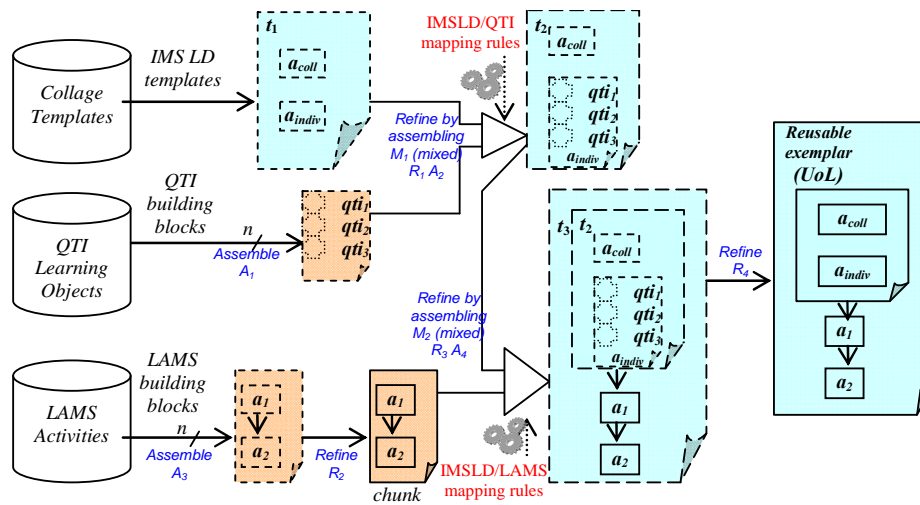 Collage
Templates
IMS LD
templates
t1
acoll
aindiv
IMSLD/QTI
mapping rules
Refine by
assembling
M1 (mixed)
R1 A2
t2
acoll
qti1
qti2
qti3
aindiv
QTI
Learning
Objects
QTI
building
blocks
n
Assemble
A1
qti1
qti2
qti3
Refine by
assembling
M2 (mixed)
R3 A4
t3
t2
acoll
qti1
qti2
qti3
aindiv
a1
a2
Refine
R4
Reusable
exemplar
(UoL)
acoll
aindiv
a1
a2
LAMS
Activities
LAMS
building
blocks
n
Assemble
A3
a1
a2
Refine
R2
a1
a2
chunk
IMSLD/LAMS
mapping rules